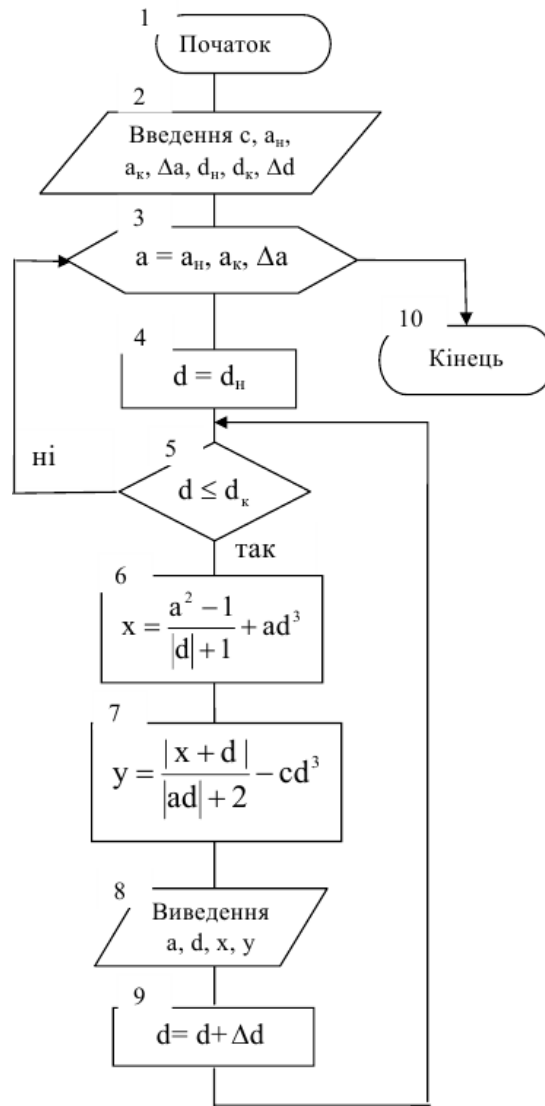 1
Початок
2
Введення c, aн,
aк, Δa, dн, dк, Δd
3
a = aн, aк, Δa
10
Кінець
4
d = dн
5
ні
d ≤ dк
так
6
x = (a² − 1)/(|d| + 1) + ad³
7
y = |x + d|/(|ad| + 2) − cd³
8
Виведення
a, d, x, y
9
d= d+ Δd